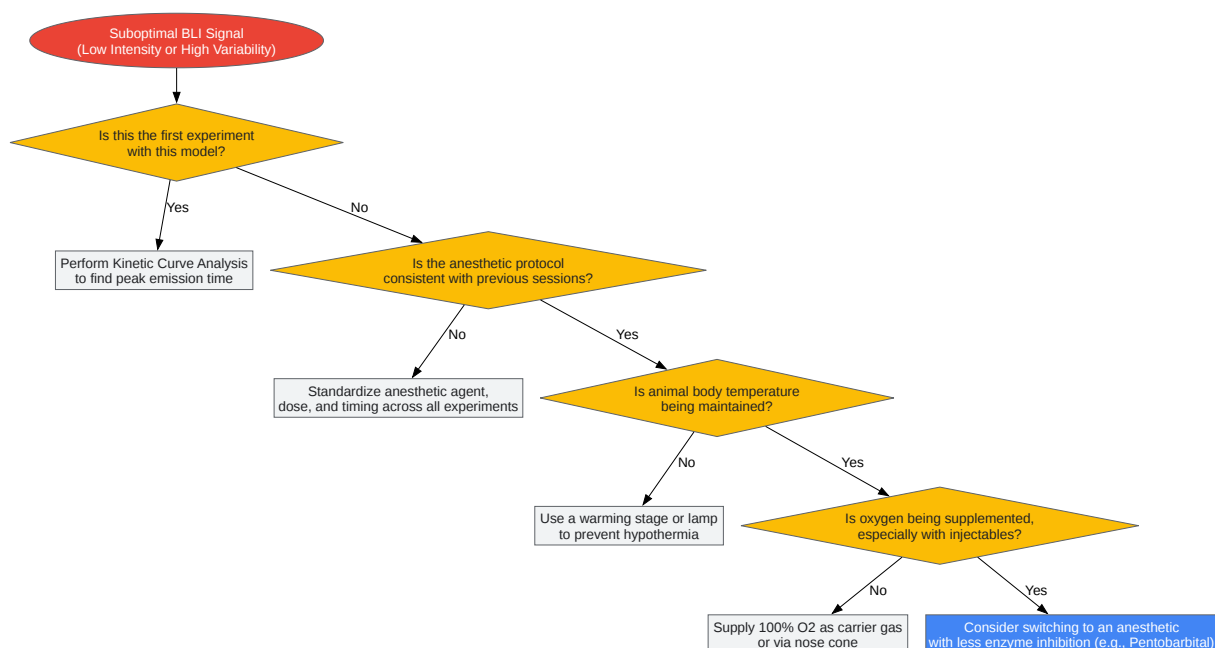 Suboptimal BLI Signal
(Low Intensity or High Variability)
Is this the first experiment
with this model?
Yes
No
Perform Kinetic Curve Analysis
to find peak emission time
Is the anesthetic protocol
consistent with previous sessions?
No
Yes
Standardize anesthetic agent,
dose, and timing across all experiments
Is animal body temperature
being maintained?
No
Yes
Use a warming stage or lamp
to prevent hypothermia
Is oxygen being supplemented,
especially with injectables?
No
Yes
Supply 100% O2 as carrier gas
or via nose cone
Consider switching to an anesthetic
with less enzyme inhibition (e.g., Pentobarbital)